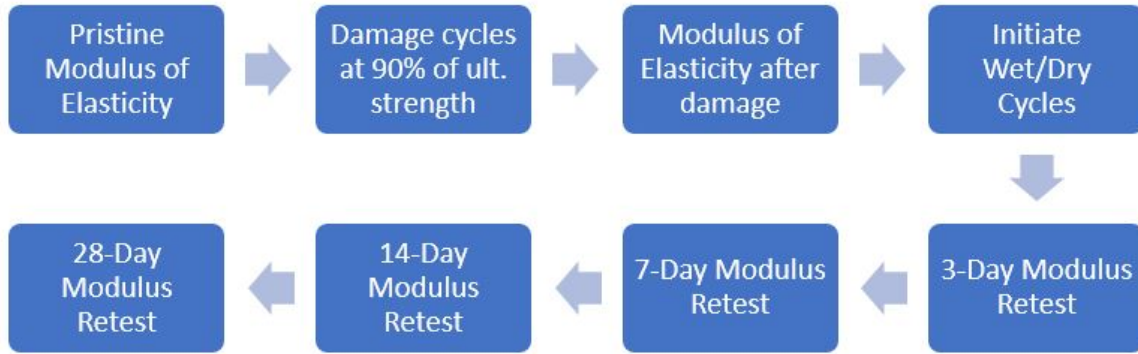 Pristine
Modulus of
Elasticity
Damage cycles
at 90% of ult.
strength
Modulus of
Elasticity after
damage
Initiate
Wet/Dry
Cycles
3-Day Modulus
Retest
7-Day Modulus
Retest
14-Day
Modulus
Retest
28-Day
Modulus
Retest